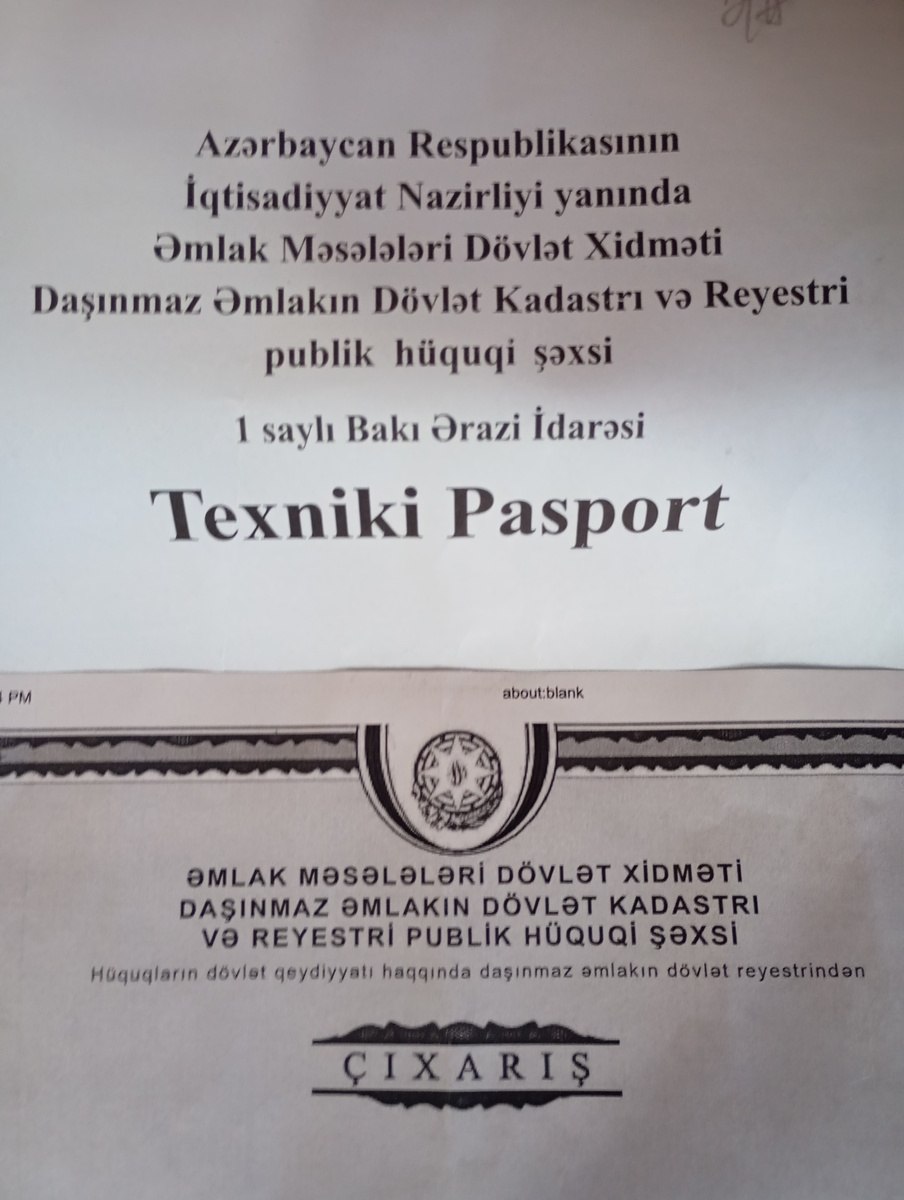 Azərbaycan Respublikasının
İqtisadiyyat Nazirliyi yanında
Əmlak Məsələləri Dövlət Xidməti
Daşınmaz Əmlakın Dövlət Kadastrı və Reyestri
publik hüquqi şəxsi
1 saylı Bakı Ərazi İdarəsi
Texniki Pasport
PM about:blank
ƏMLAK MƏSƏLƏLƏRİ DÖVLƏT XİDMƏTİ
DAŞINMAZ ƏMLAKIN DÖVLƏT KADASTRI
VƏ REYESTRİ PUBLİK HÜQUQİ ŞƏXSİ
Hüquqların dövlət qeydiyyatı haqqında daşınmaz əmlakın dövlət reyestrindən
ÇIXARIŞ